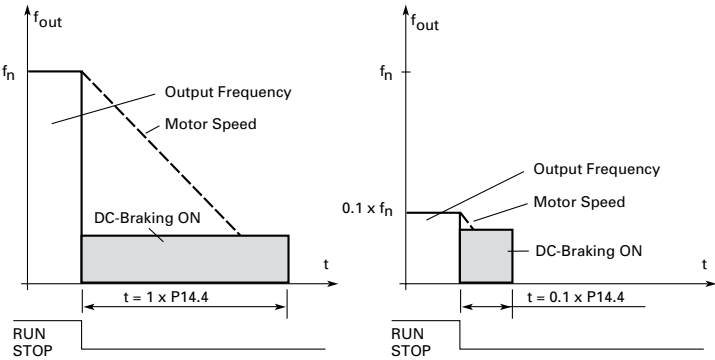 fout
fn
Output Frequency
Motor Speed
DC-Braking ON
t
t = 1 x P14.4
RUN
STOP
fout
fn
Output Frequency
0.1 x fn
Motor Speed
DC-Braking ON
t
t = 0.1 x P14.4
RUN
STOP